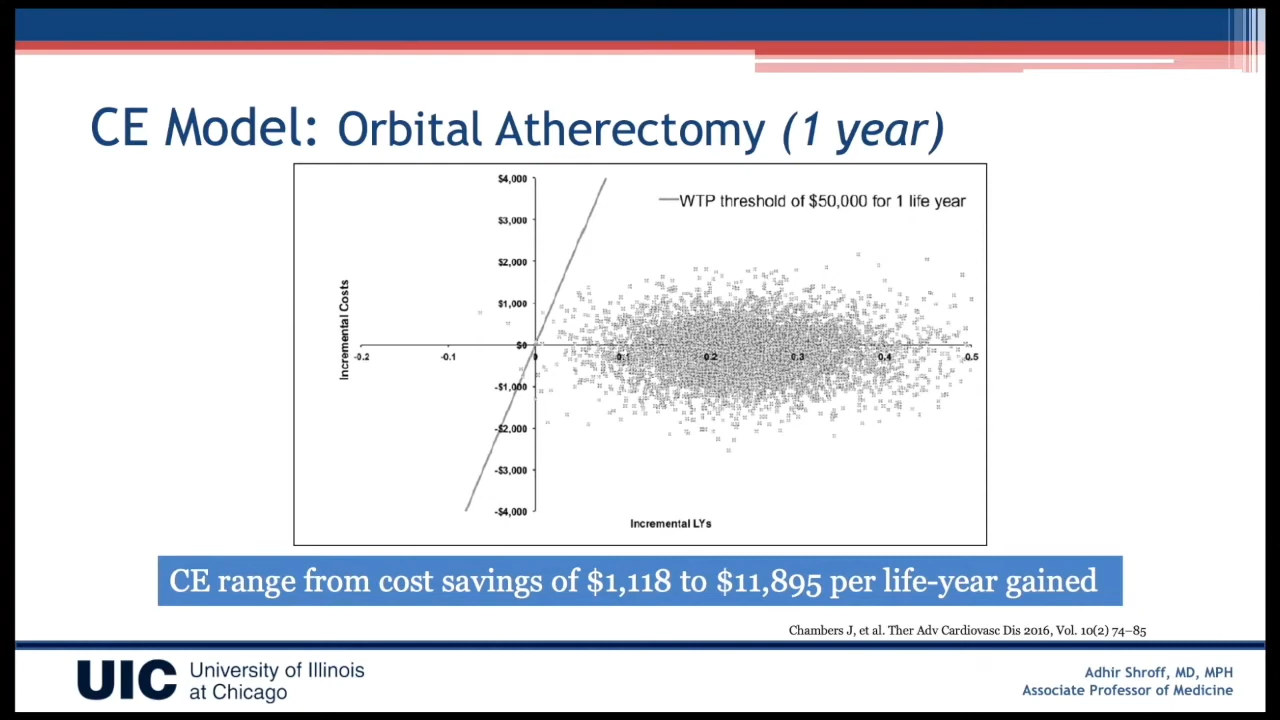 CE Model: Orbital Atherectomy (1 year)
$4,000
WTP threshold of $50,000 for 1 life year
$3,000
$2,000
$1,000
Incremental Costs
$0
-0.2
-0.1
0
0.1
0.2
0.3
0.4
0.5
-$1,000
-$2,000
-$3,000
-$4,000
Incremental LYs
CE range from cost savings of $1,118 to $11,895 per life-year gained
Chambers J, et al. Ther Adv Cardiovasc Dis 2016, Vol. 10(2) 74–85
UIC University of Illinois
at Chicago
Adhir Shroff, MD, MPH
Associate Professor of Medicine